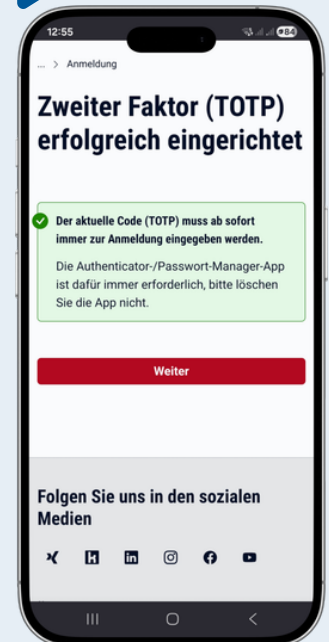 12:55
84
... > Anmeldung
Zweiter Faktor (TOTP)
erfolgreich eingerichtet
Der aktuelle Code (TOTP) muss ab sofort
immer zur Anmeldung eingegeben werden.
Die Authenticator-/Passwort-Manager-App
ist dafür immer erforderlich, bitte löschen
Sie die App nicht.
Weiter
Folgen Sie uns in den sozialen
Medien